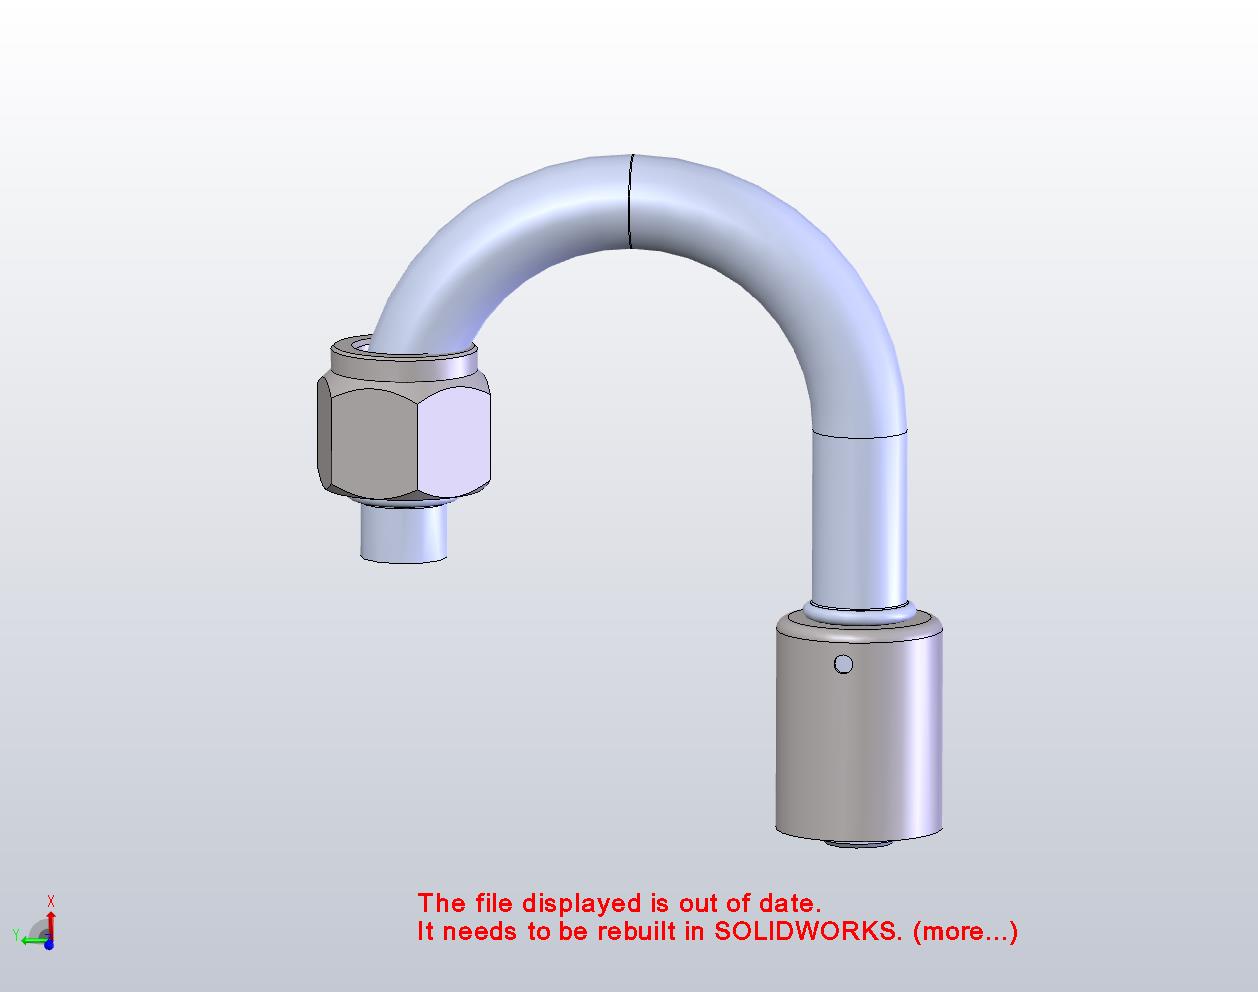 The file displayed is out of date.
It needs to be rebuilt in SOLIDWORKS. (more...)
X
Y